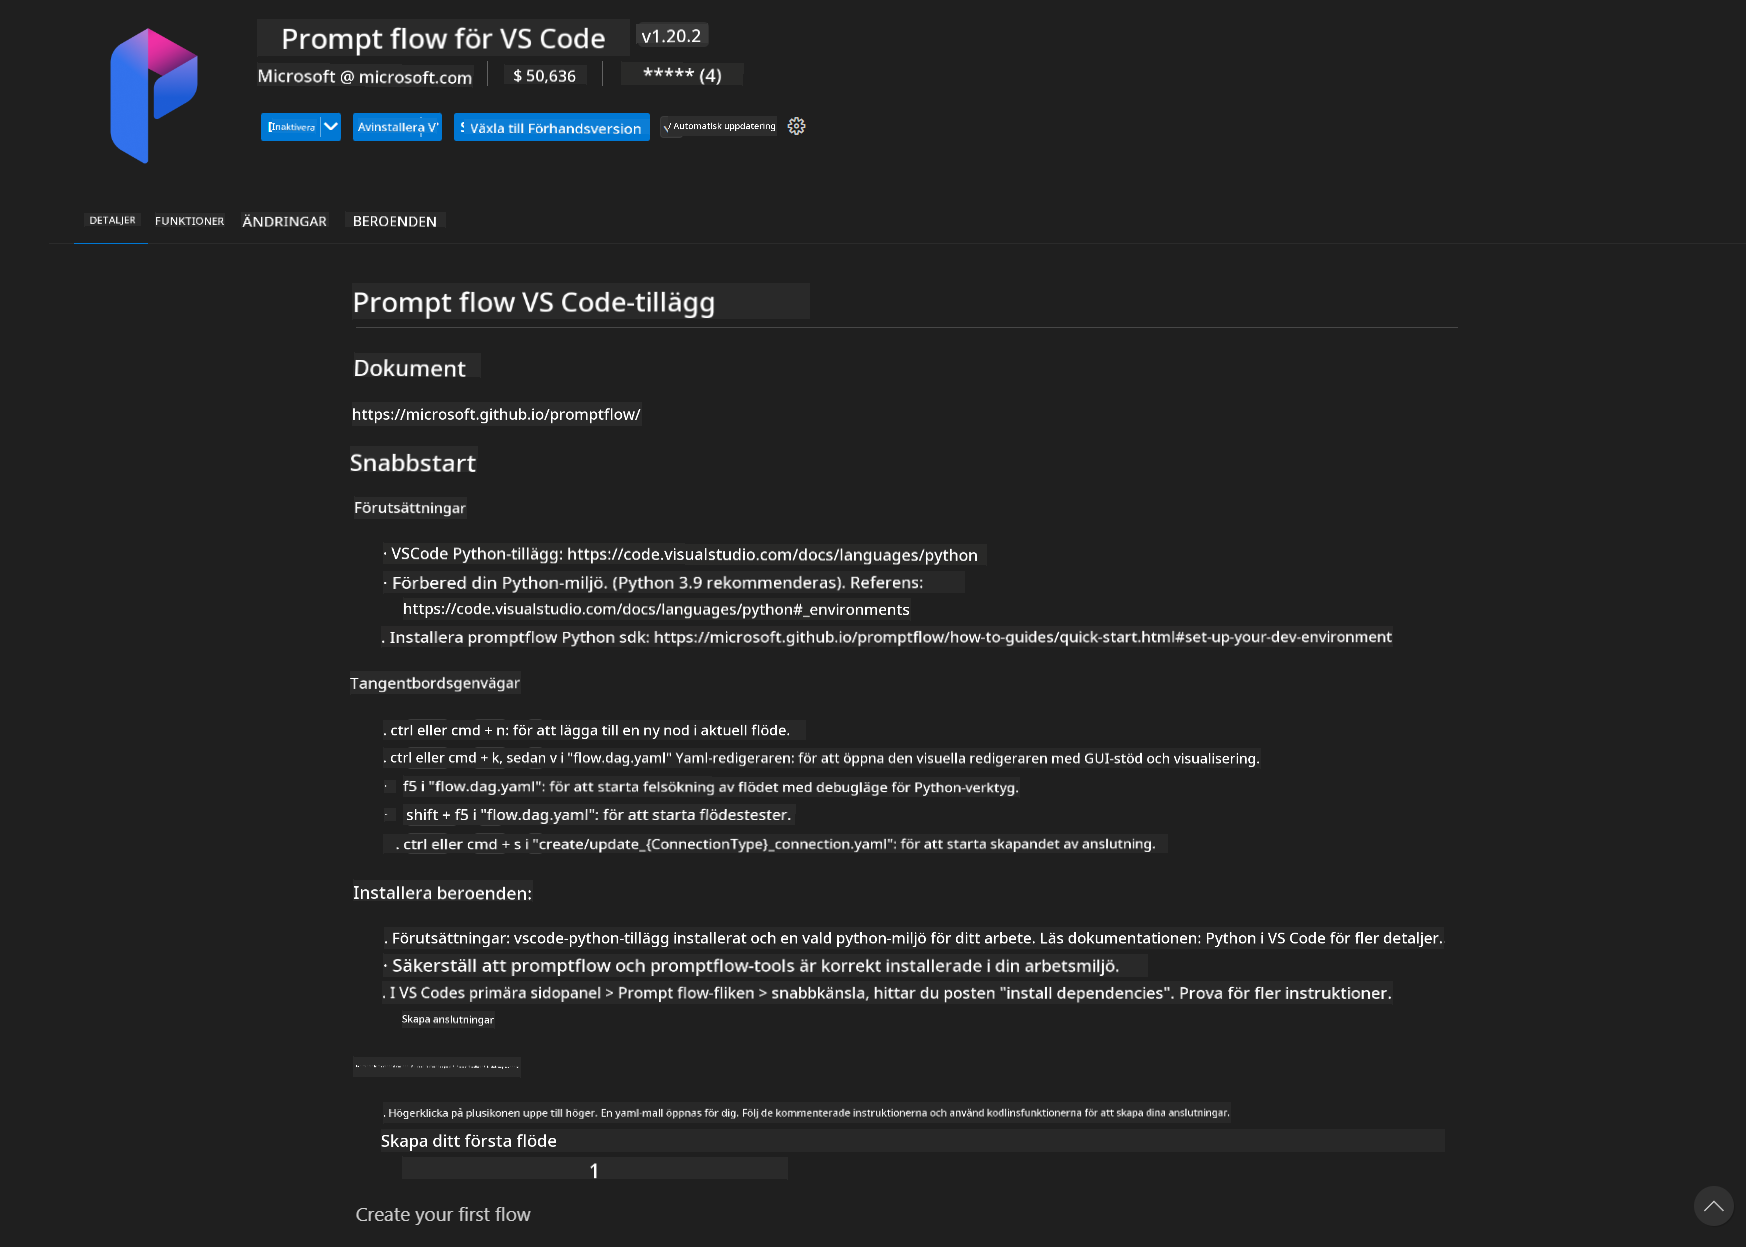 Prompt flow för VS Code v1.20.2
Microsoft @ microsoft.com $ 50,636 ***** (4)
Inaktivera Avinstallera Växla till Förhandsversion √ Automatisk uppdatering
DETALJER FUNKTIONER ÄNDRINGAR BEROENDEN
Prompt flow VS Code-tillägg
Dokument
https://microsoft.github.io/promptflow/
Snabbstart
Förutsättningar
· VSCode Python-tillägg: https://code.visualstudio.com/docs/languages/python
· Förbered din Python-miljö. (Python 3.9 rekommenderas). Referens:
https://code.visualstudio.com/docs/languages/python#_environments
. Installera promptflow Python sdk: https://microsoft.github.io/promptflow/how-to-guides/quick-start.html#set-up-your-dev-environment
Tangentbordsgenvägar
. ctrl eller cmd + n: för att lägga till en ny nod i aktuell flöde.
. ctrl eller cmd + k, sedan v i "flow.dag.yaml" Yaml-redigeraren: för att öppna den visuella redigeraren med GUI-stöd och visualisering.
· f5 i "flow.dag.yaml": för att starta felsökning av flödet med debugläge för Python-verktyg.
· shift + f5 i "flow.dag.yaml": för att starta flödestester.
. ctrl eller cmd + s i "create/update_{ConnectionType}_connection.yaml": för att starta skapandet av anslutning.
Installera beroenden:
. Förutsättningar: vscode-python-tillägg installerat och en vald python-miljö för ditt arbete. Läs dokumentationen: Python i VS Code för fler detaljer.
· Säkerställ att promptflow och promptflow-tools är korrekt installerade i din arbetsmiljö.
. I VS Codes primära sidopanel > Prompt flow-fliken > snabbkänsla, hittar du posten "install dependencies". Prova för fler instruktioner.
Skapa anslutningar
. Högerklicka på plusikonen uppe till höger. En yaml-mall öppnas för dig. Följ de kommenterade instruktionerna och använd kodlinsfunktionerna för att skapa dina anslutningar.
Skapa ditt första flöde
1
Create your first flow